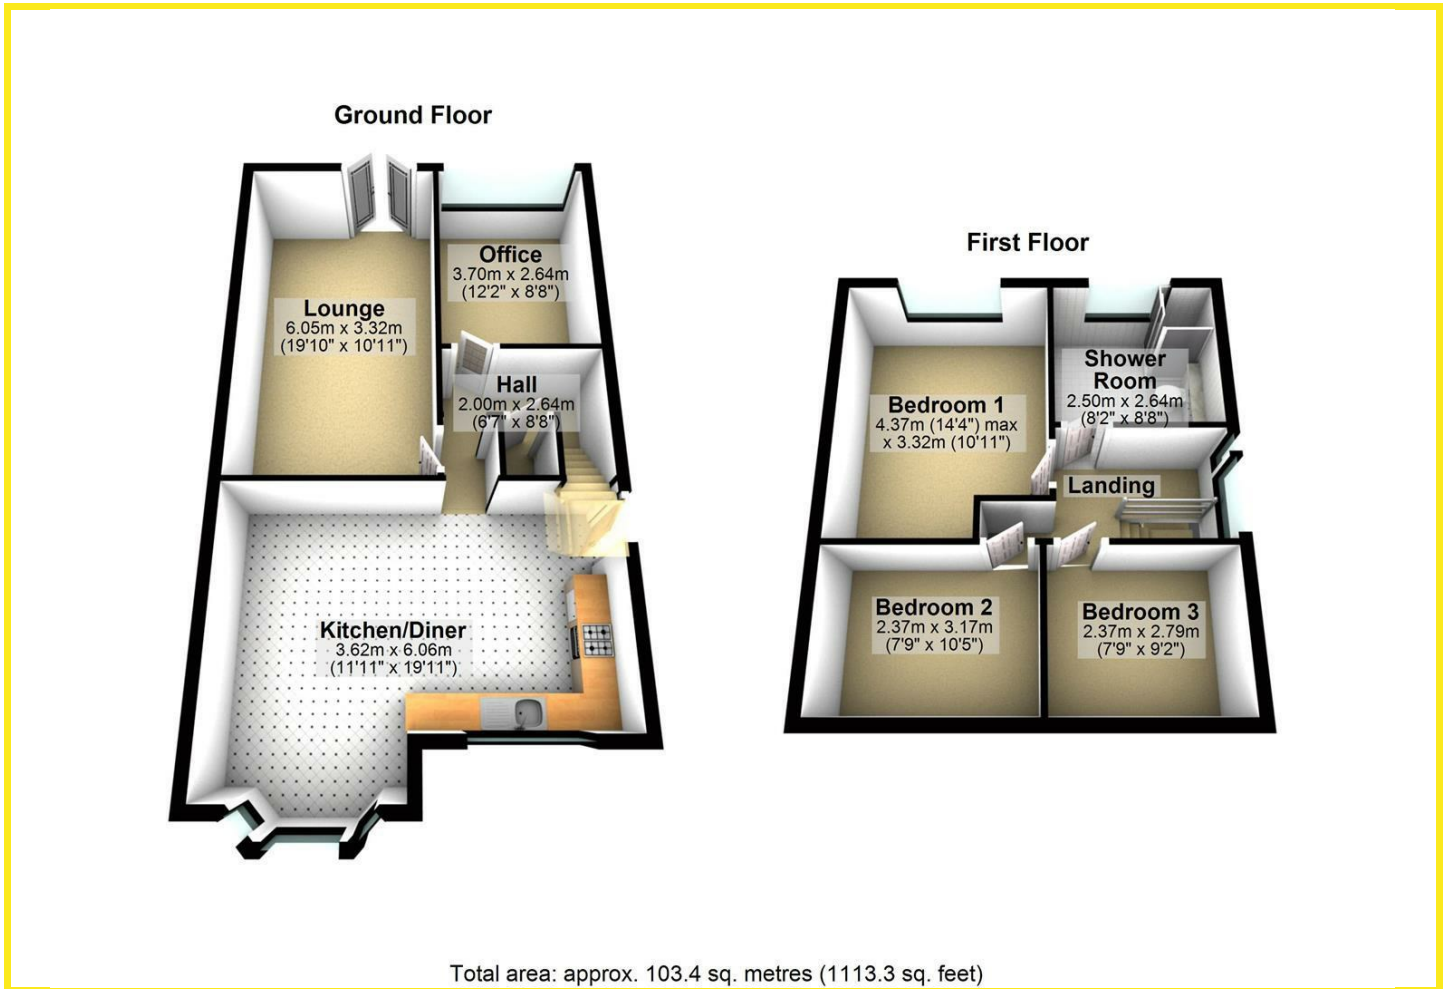 Ground Floor
Lounge
6.05m x 3.32m
(19'10" x 10'11")
Office
3.70m x 2.64m
(12'2" x 8'8")
Hall
2.00m x 2.64m
(6'7" x 8'8")
Kitchen/Diner
3.62m x 6.06m
(11'11" x 19'11")
First Floor
Bedroom 1
4.37m (14'4") max
x 3.32m (10'11")
Shower
Room
2.50m x 2.64m
(8'2" x 8'8")
Landing
Bedroom 2
2.37m x 3.17m
(7'9" x 10'5")
Bedroom 3
2.37m x 2.79m
(7'9" x 9'2")
Total area: approx. 103.4 sq. metres (1113.3 sq. feet)